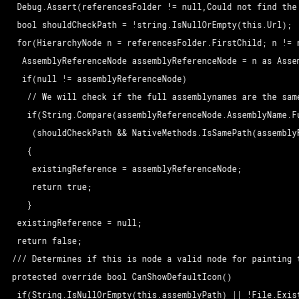 Debug.Assert(referencesFolder != null,Could not find the
bool shouldCheckPath = !string.IsNullOrEmpty(this.Url);
for(HierarchyNode n = referencesFolder.FirstChild; n != n
AssemblyReferenceNode assemblyReferenceNode = n as Assem
if(null != assemblyReferenceNode)
// We will check if the full assemblynames are the same
if(String.Compare(assemblyReferenceNode.AssemblyName.Fu
(shouldCheckPath && NativeMethods.IsSamePath(assemblyR
{
existingReference = assemblyReferenceNode;
return true;
}
existingReference = null;
return false;
/// Determines if this is node a valid node for painting t
protected override bool CanShowDefaultIcon()
if(String.IsNullOrEmpty(this.assemblyPath) || !File.Exist